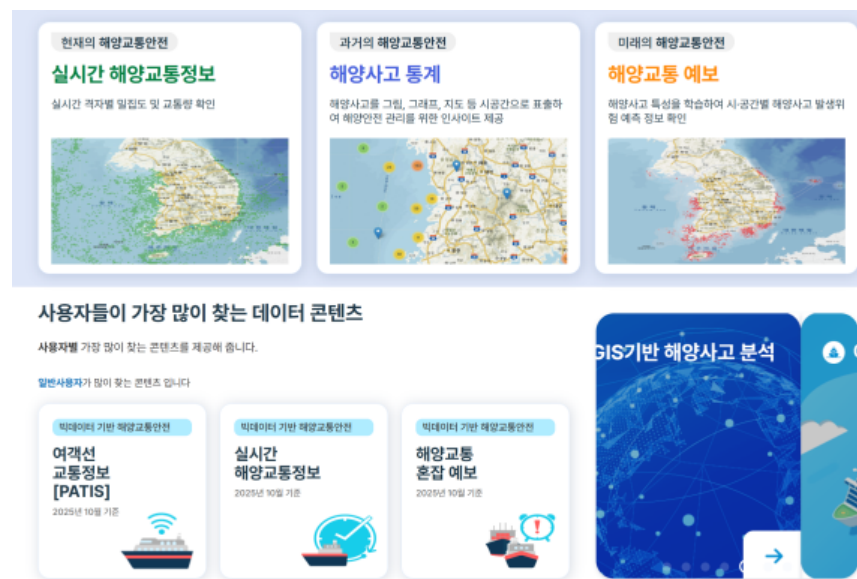 현재의 해양교통안전
실시간 해양교통정보
실시간 격자별 밀집도 및 교통량 확인
과거의 해양교통안전
해양사고 통계
해양사고를 그림, 그래프, 지도 등 시공간으로 표출하
여 해양안전 관리를 위한 인사이트 제공
미래의 해양교통안전
해양교통 예보
해양사고 특성을 학습하여 시·공간별 해양사고 발생위
험 예측 정보 확인
사용자들이 가장 많이 찾는 데이터 콘텐츠
사용자별 가장 많이 찾는 콘텐츠를 제공해 줍니다.
일반사용자가 많이 찾는 콘텐츠 입니다
빅데이터 기반 해양교통안전
여객선
교통정보
[PATIS]
2025년 10월 기준
빅데이터 기반 해양교통안전
실시간
해양교통정보
2025년 10월 기준
빅데이터 기반 해양교통안전
해양교통
혼잡 예보
2025년 10월 기준
GIS기반 해양사고 분석